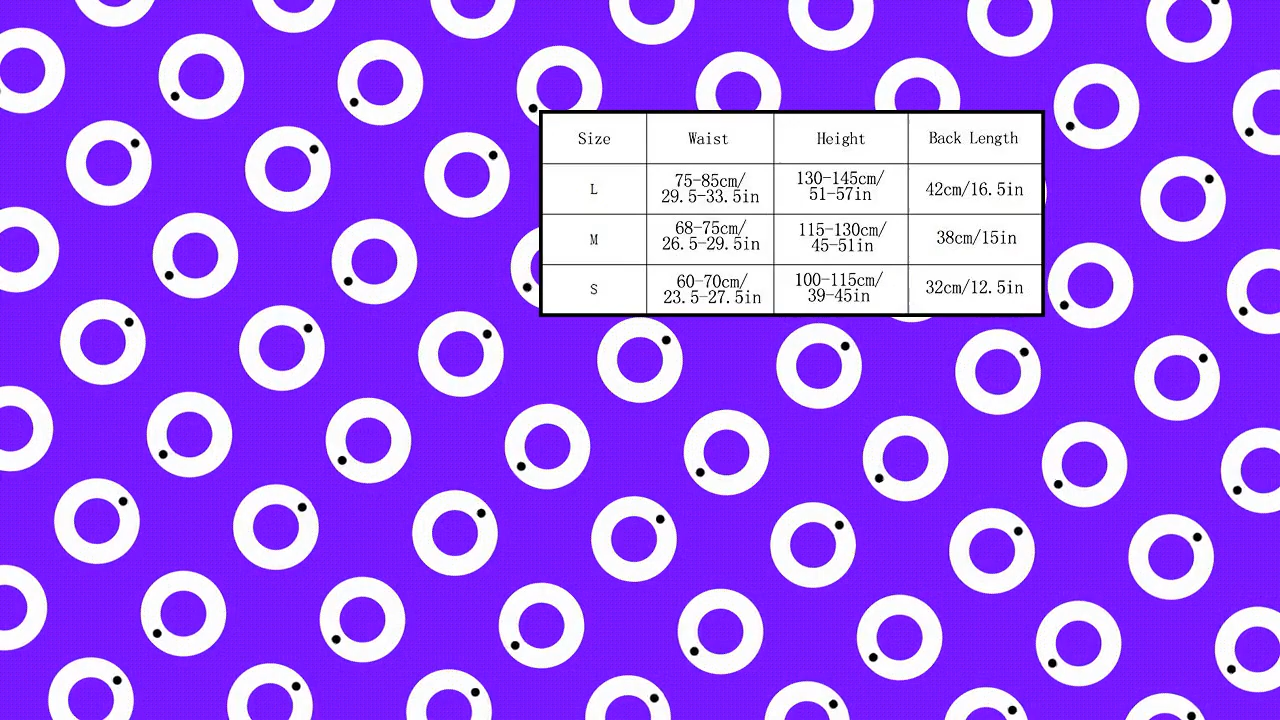 Size Waist Height Back Length
L 75-85cm/ 29.5-33.5in 130-145cm/ 51-57in 42cm/16.5in
M 68-75cm/ 26.5-29.5in 115-130cm/ 45-51in 38cm/15in
S 60-70cm/ 23.5-27.5in 100-115cm/ 39-45in 32cm/12.5in